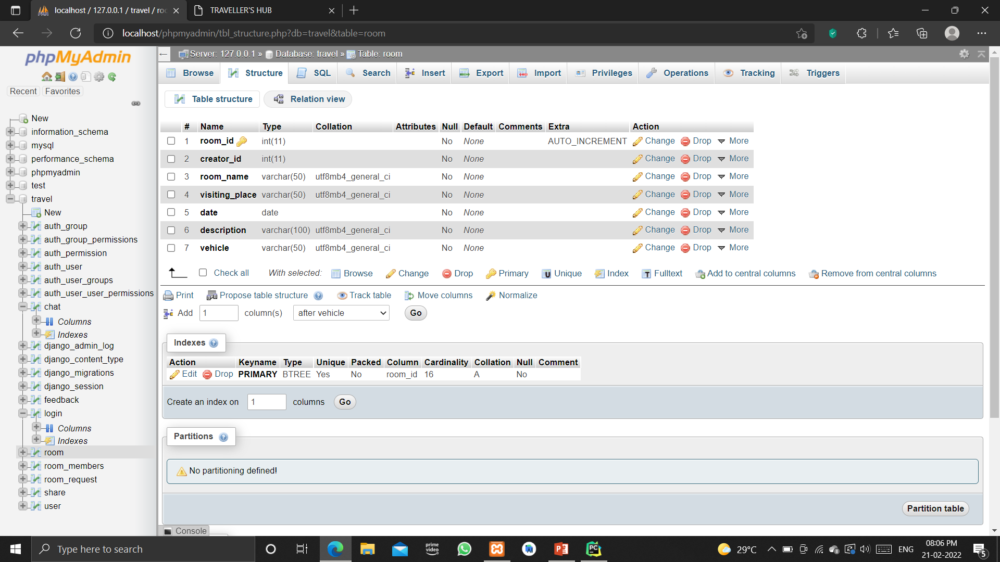 localhost / 127.0.0.1 / travel / roo
TRAVELLER'S HUB
localhost/phpmyadmin/tbl_structure.php?db=travel&table=room
phpMyAdmin
Recent Favorites
New
information_schema
mysql
performance_schema
phpmyadmin
test
travel
New
auth_group
auth_group_permissions
auth_permission
auth_user
auth_user_groups
auth_user_user_permissions
chat
Columns
Indexes
django_admin_log
django_content_type
django_migrations
django_session
feedback
login
Columns
Indexes
room
room_members
room_request
share
user
Server: 127.0.0.1 » Database: travel » Table: room
Browse Structure SQL Search Insert Export Import Privileges Operations Tracking Triggers
Table structure Relation view
# Name Type Collation Attributes Null Default Comments Extra Action
1 room_id int(11) No None AUTO_INCREMENT Change Drop More
2 creator_id int(11) No None Change Drop More
3 room_name varchar(50) utf8mb4_general_ci No None Change Drop More
4 visiting_place varchar(50) utf8mb4_general_ci No None Change Drop More
5 date date No None Change Drop More
6 description varchar(100) utf8mb4_general_ci No None Change Drop More
7 vehicle varchar(50) utf8mb4_general_ci No None Change Drop More
Check all With selected: Browse Change Drop Primary Unique Index Fulltext Add to central columns Remove from central columns
Print Propose table structure Track table Move columns Normalize
Add 1 column(s) after vehicle Go
Indexes
Action Keyname Type Unique Packed Column Cardinality Collation Null Comment
Edit Drop PRIMARY BTREE Yes No room_id 16 A No
Create an index on 1 columns Go
Partitions
No partitioning defined!
Partition table
Console
Type here to search
prime video
29°C
ENG
08:06 PM
21-02-2022
5